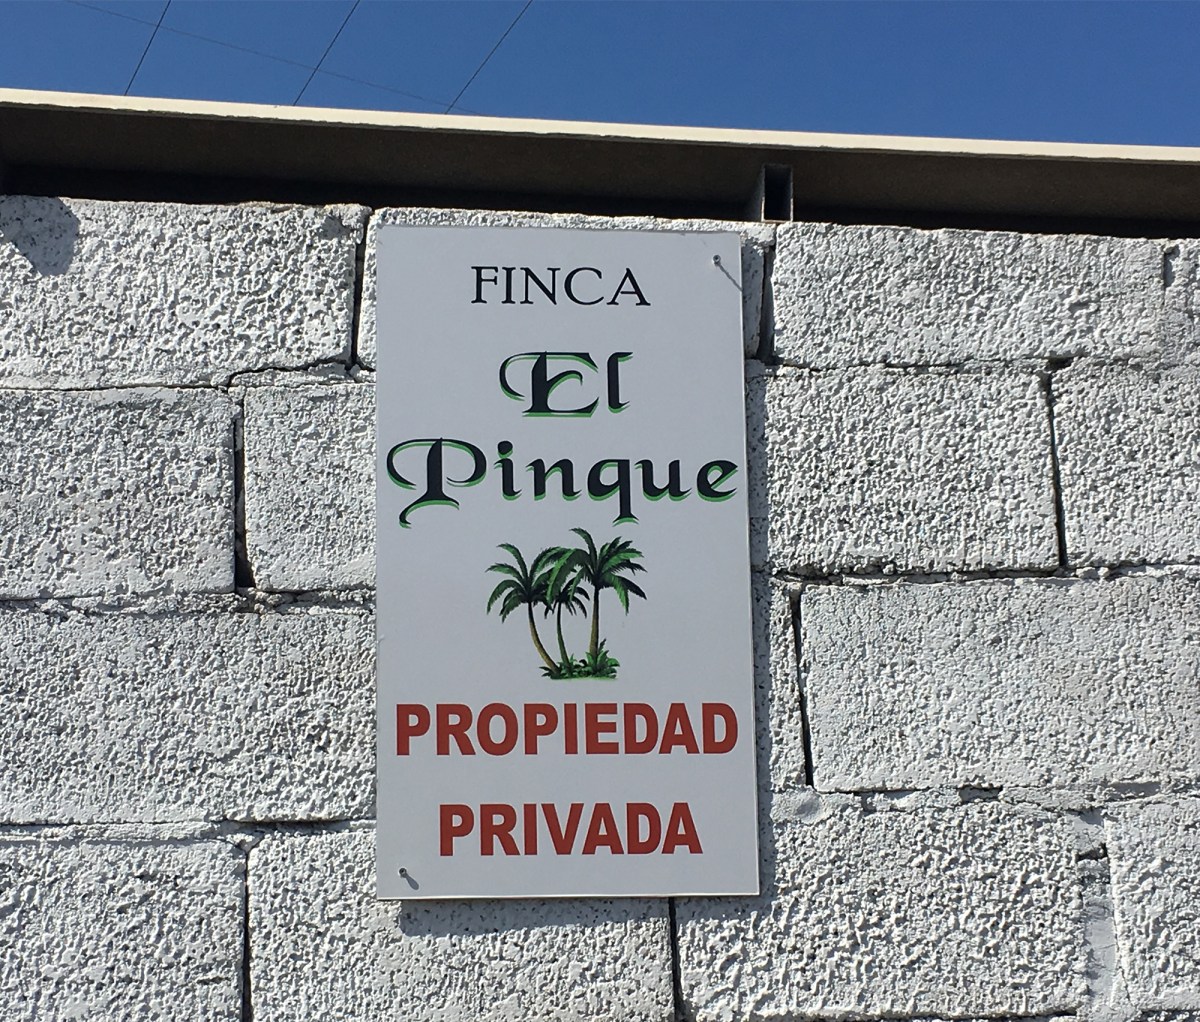 FINCA
El
Pinque
PROPIEDAD
PRIVADA